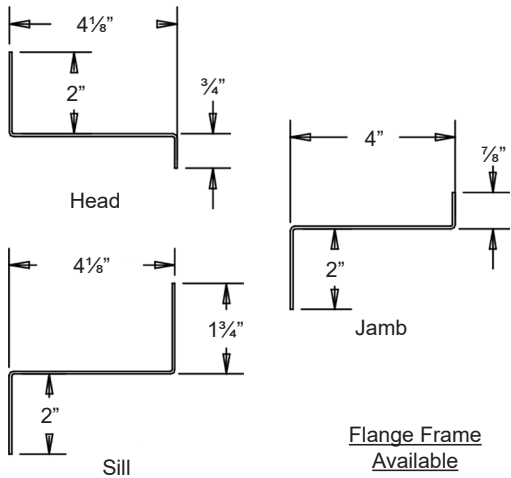 4⅛”
2”
¾”
Head
4”
⅞”
2”
Jamb
4⅛”
1¾”
2”
Sill
Flange Frame
Available